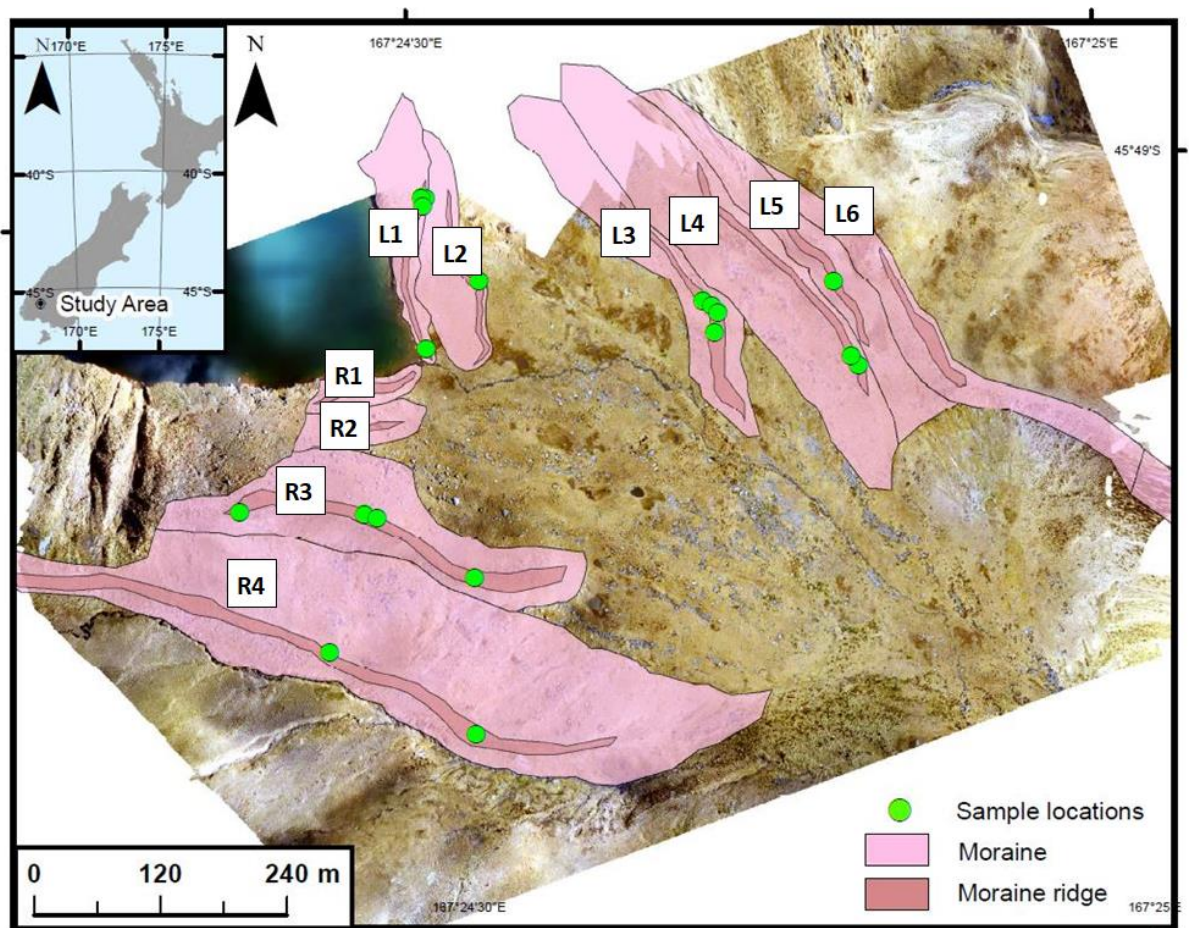 N 170°E 175°E
N
167°24'30"E
167°25'E
45°49'S
40°S 40°S
45°S 45°S
Study Area
170°E 175°E
L1
L2
L3
L4
L5
L6
R1
R2
R3
R4
Sample locations
Moraine
Moraine ridge
0 120 240 m
167°24'30"E
167°25'E